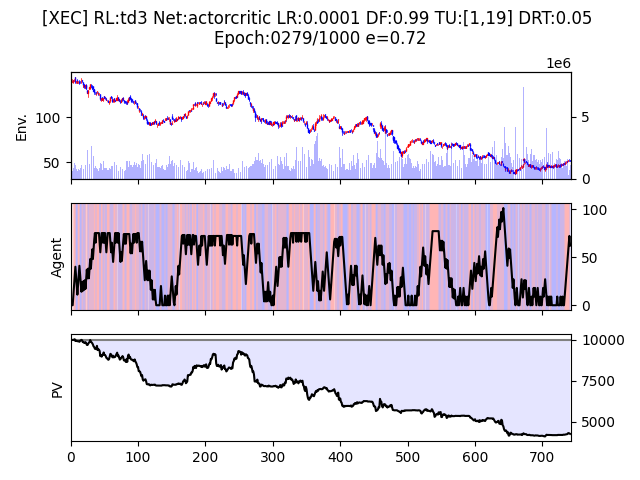 [XEC] RL:td3 Net:actorcritic LR:0.0001 DF:0.99 TU:[1,19] DRT:0.05
Epoch:0279/1000 e=0.72
1e6
Env.
100
50
5
0
Agent
100
50
0
PV
10000
7500
5000
0 100 200 300 400 500 600 700